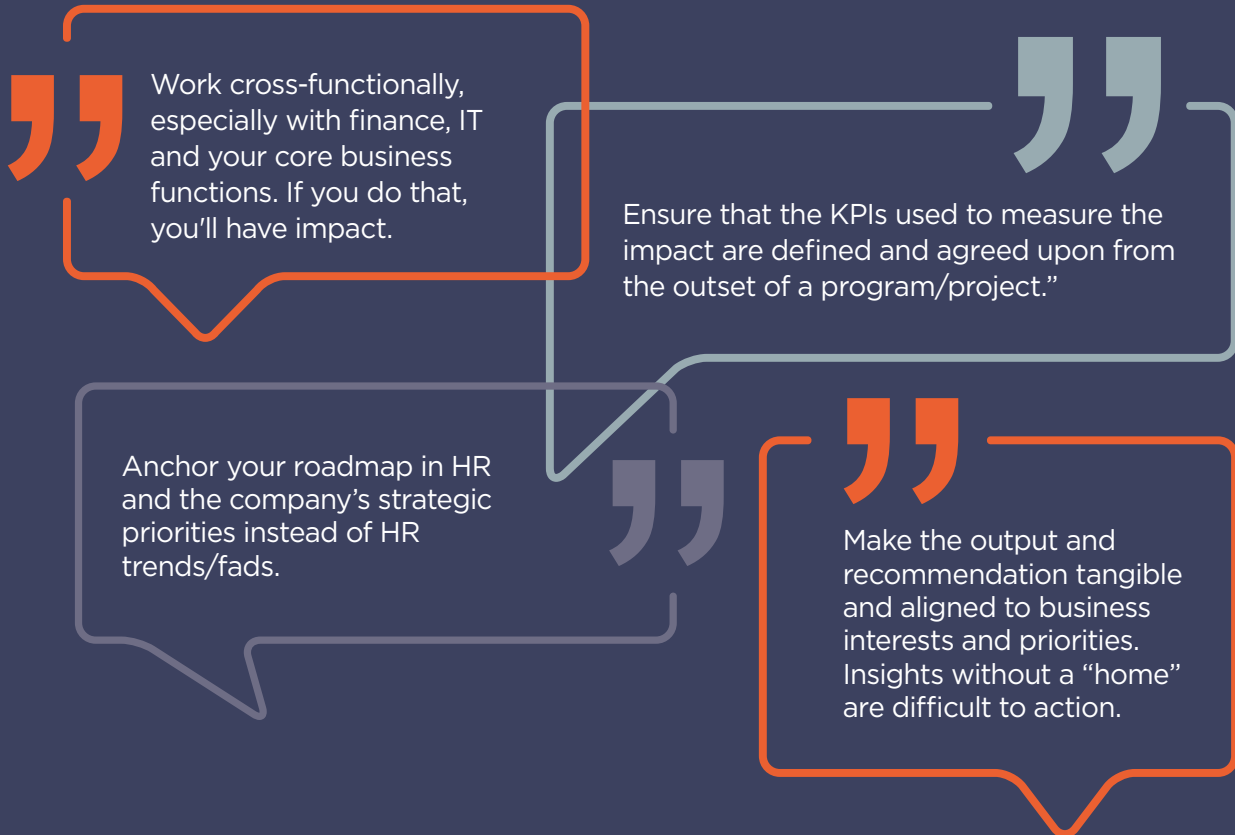 Work cross-functionally,
especially with finance, IT
and your core business
functions. If you do that,
you'll have impact.
Ensure that the KPIs used to measure the
impact are defined and agreed upon from
the outset of a program/project.”
Anchor your roadmap in HR
and the company’s strategic
priorities instead of HR
trends/fads.
Make the output and
recommendation tangible
and aligned to business
interests and priorities.
Insights without a “home”
are difficult to action.